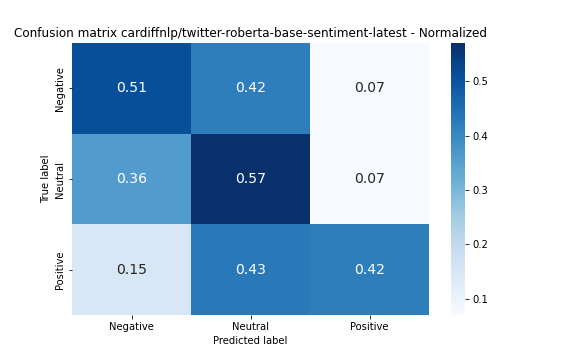 Confusion matrix cardiffnlp/twitter-roberta-base-sentiment-latest - Normalized
True label
Negative
0.51 0.42 0.07
Neutral
0.36 0.57 0.07
Positive
0.15 0.43 0.42
Negative Neutral Positive
Predicted label
0.5
0.4
0.3
0.2
0.1